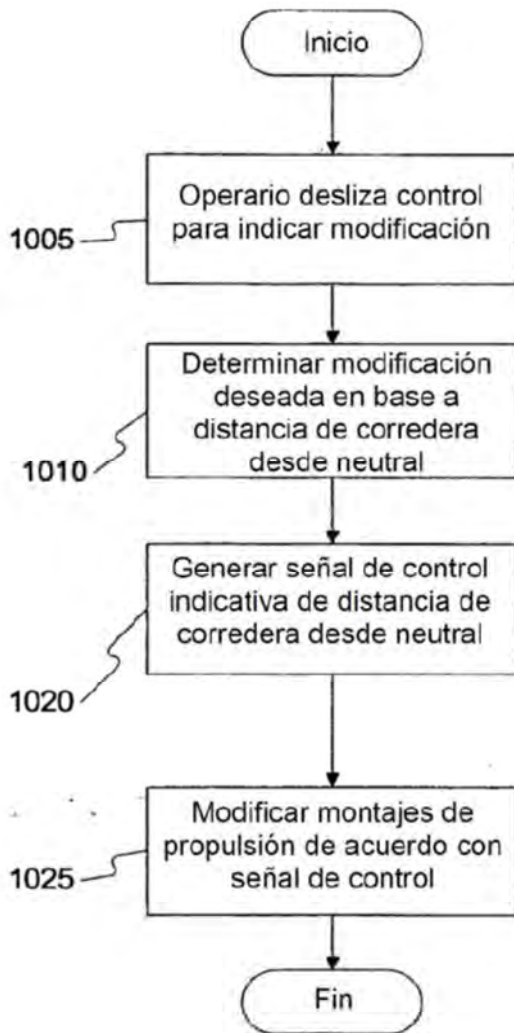 Inicio
Operario desliza control
para indicar modificación
1005
Determinar modificación
deseada en base a
distancia de corredera
desde neutral
1010
Generar señal de control
indicativa de distancia de
corredera desde neutral
1020
Modificar montajes de
propulsión de acuerdo con
señal de control
1025
Fin